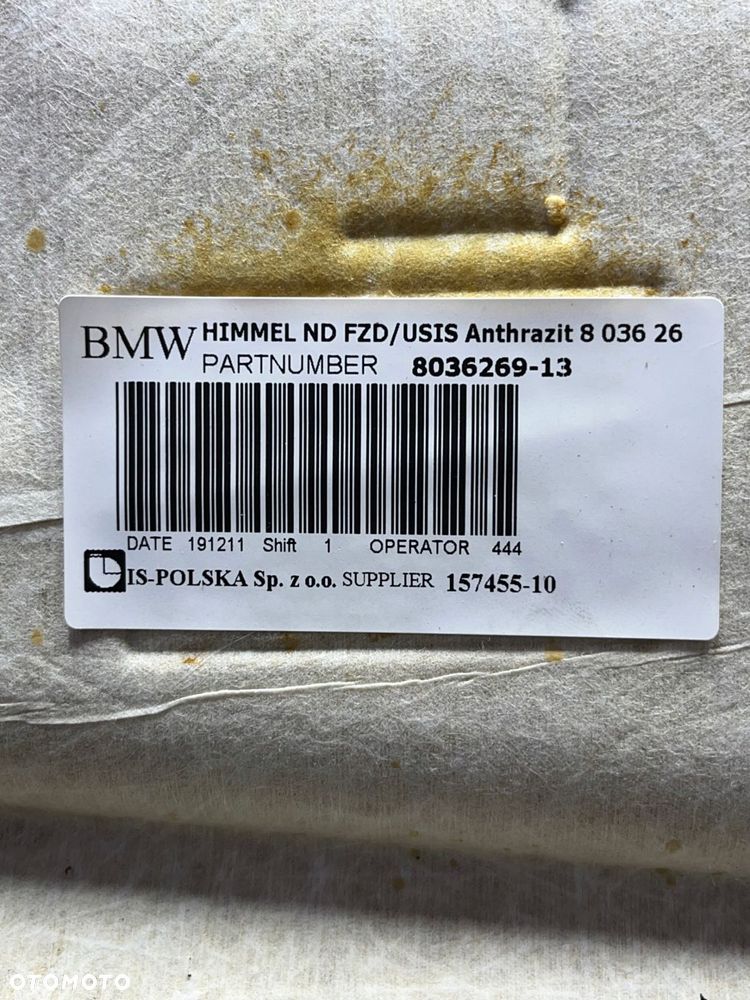 BMW HIMMEL ND FZD/USIS Anthrazit 8 036 26
PARTNUMBER 8036269-13
DATE 191211 Shift 1 OPERATOR 444
IS-POLSKA Sp. z o.o. SUPPLIER 157455-10
OTOMOTO